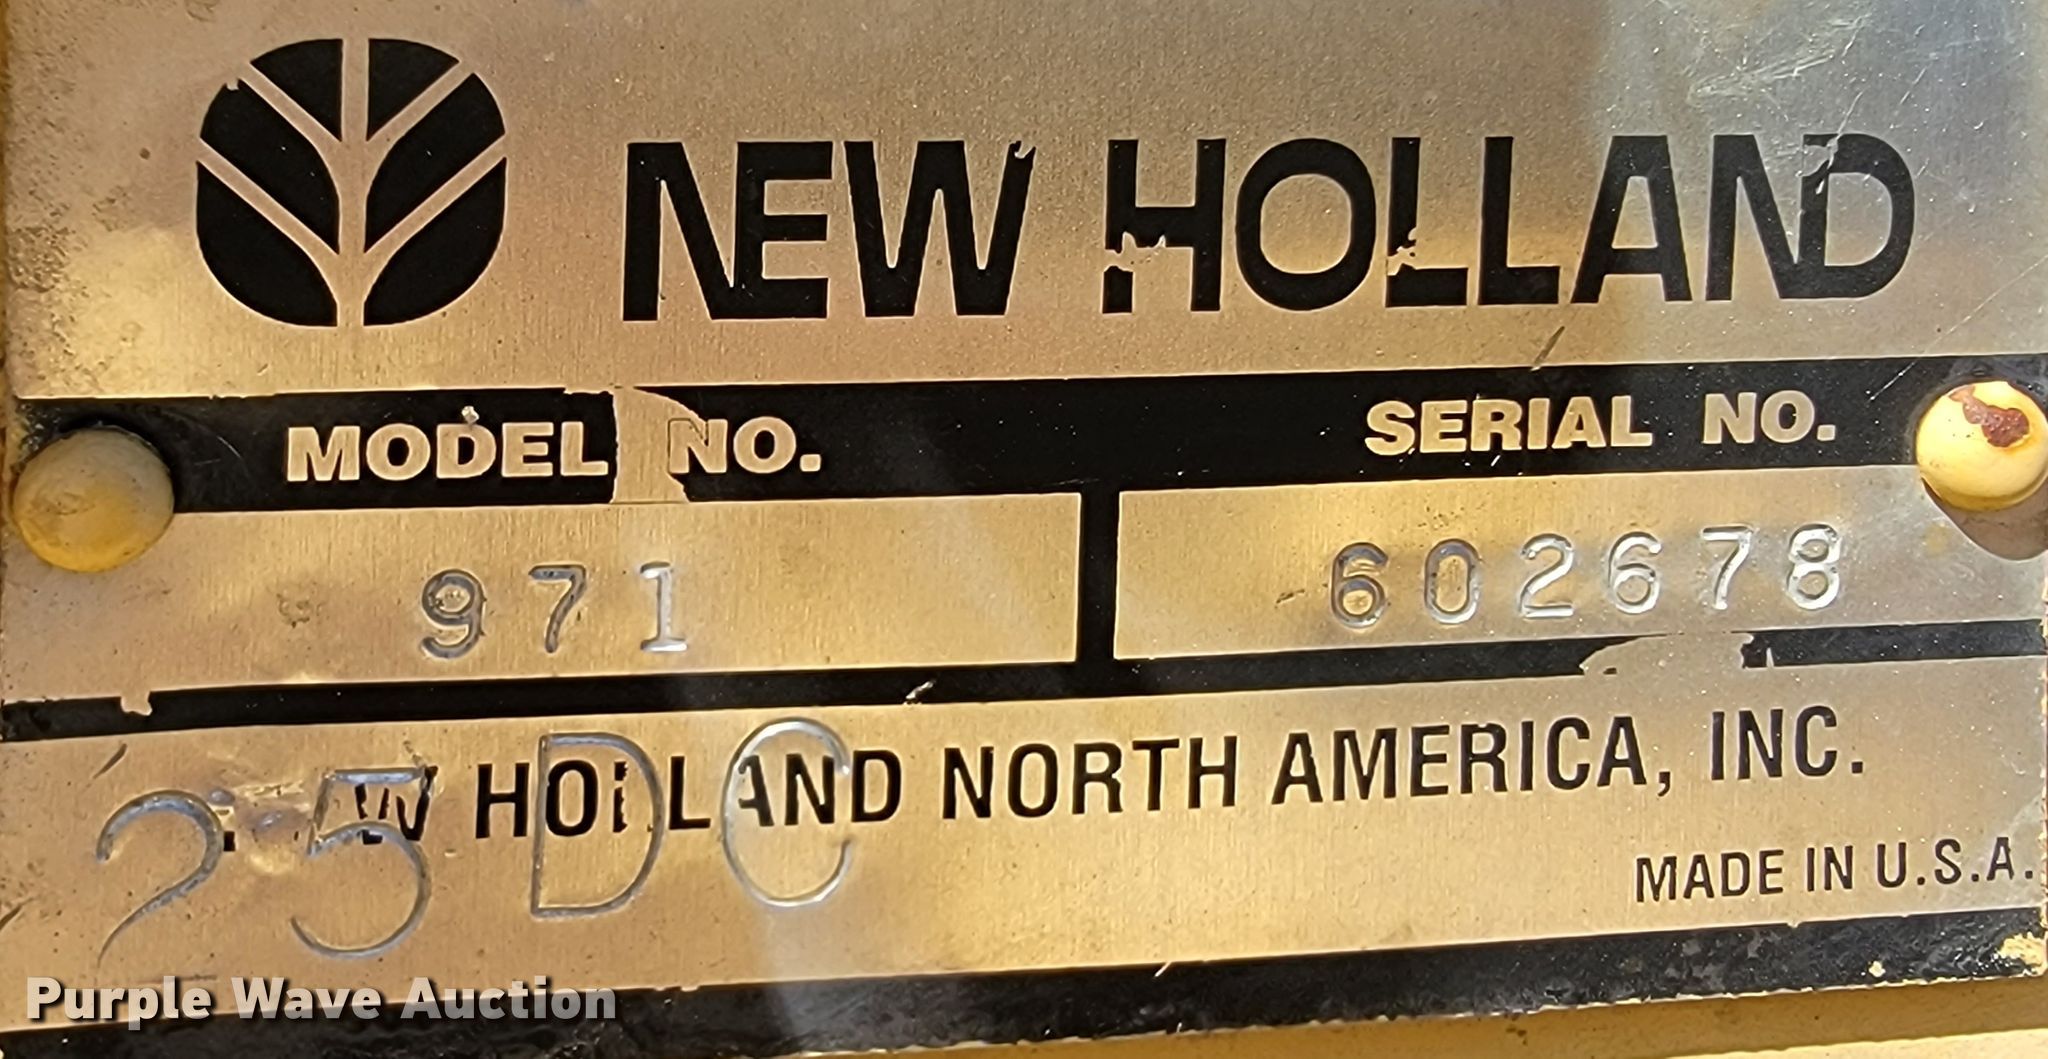 NEW HOLLAND
MODEL NO. SERIAL NO.
971 602678
HOLLAND NORTH AMERICA, INC.
25DC
MADE IN U.S.A.
Purple Wave Auction